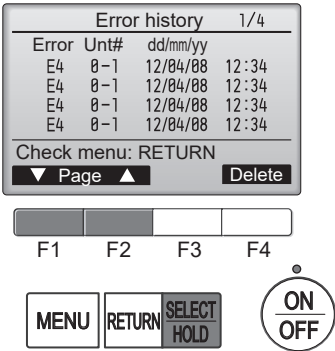 Error history 1/4
Error Unt# dd/mm/yy
E4 0-1 12/04/08 12:34
E4 0-1 12/04/08 12:34
E4 0-1 12/04/08 12:34
E4 0-1 12/04/08 12:34
Check menu: RETURN
▼ Page ▲ Delete
F1 F2 F3 F4
MENU RETURN SELECT
HOLD
ON
OFF